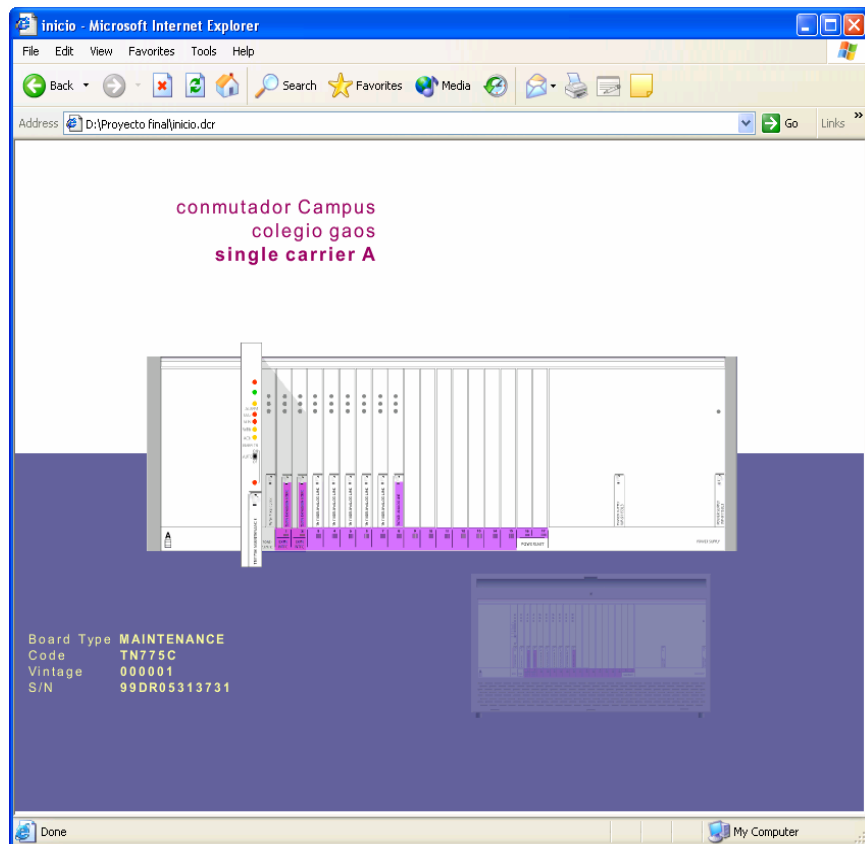 inicio - Microsoft Internet Explorer
File Edit View Favorites Tools Help
Back Search Favorites Media
Address D:\Proyecto final\inicio.dcr Go Links »
conmutador Campus
colegio gaos
single carrier A
A
POWER SUPPLY
Board Type MAINTENANCE
Code TN775C
Vintage 000001
S/N 99DR05313731
Done My Computer